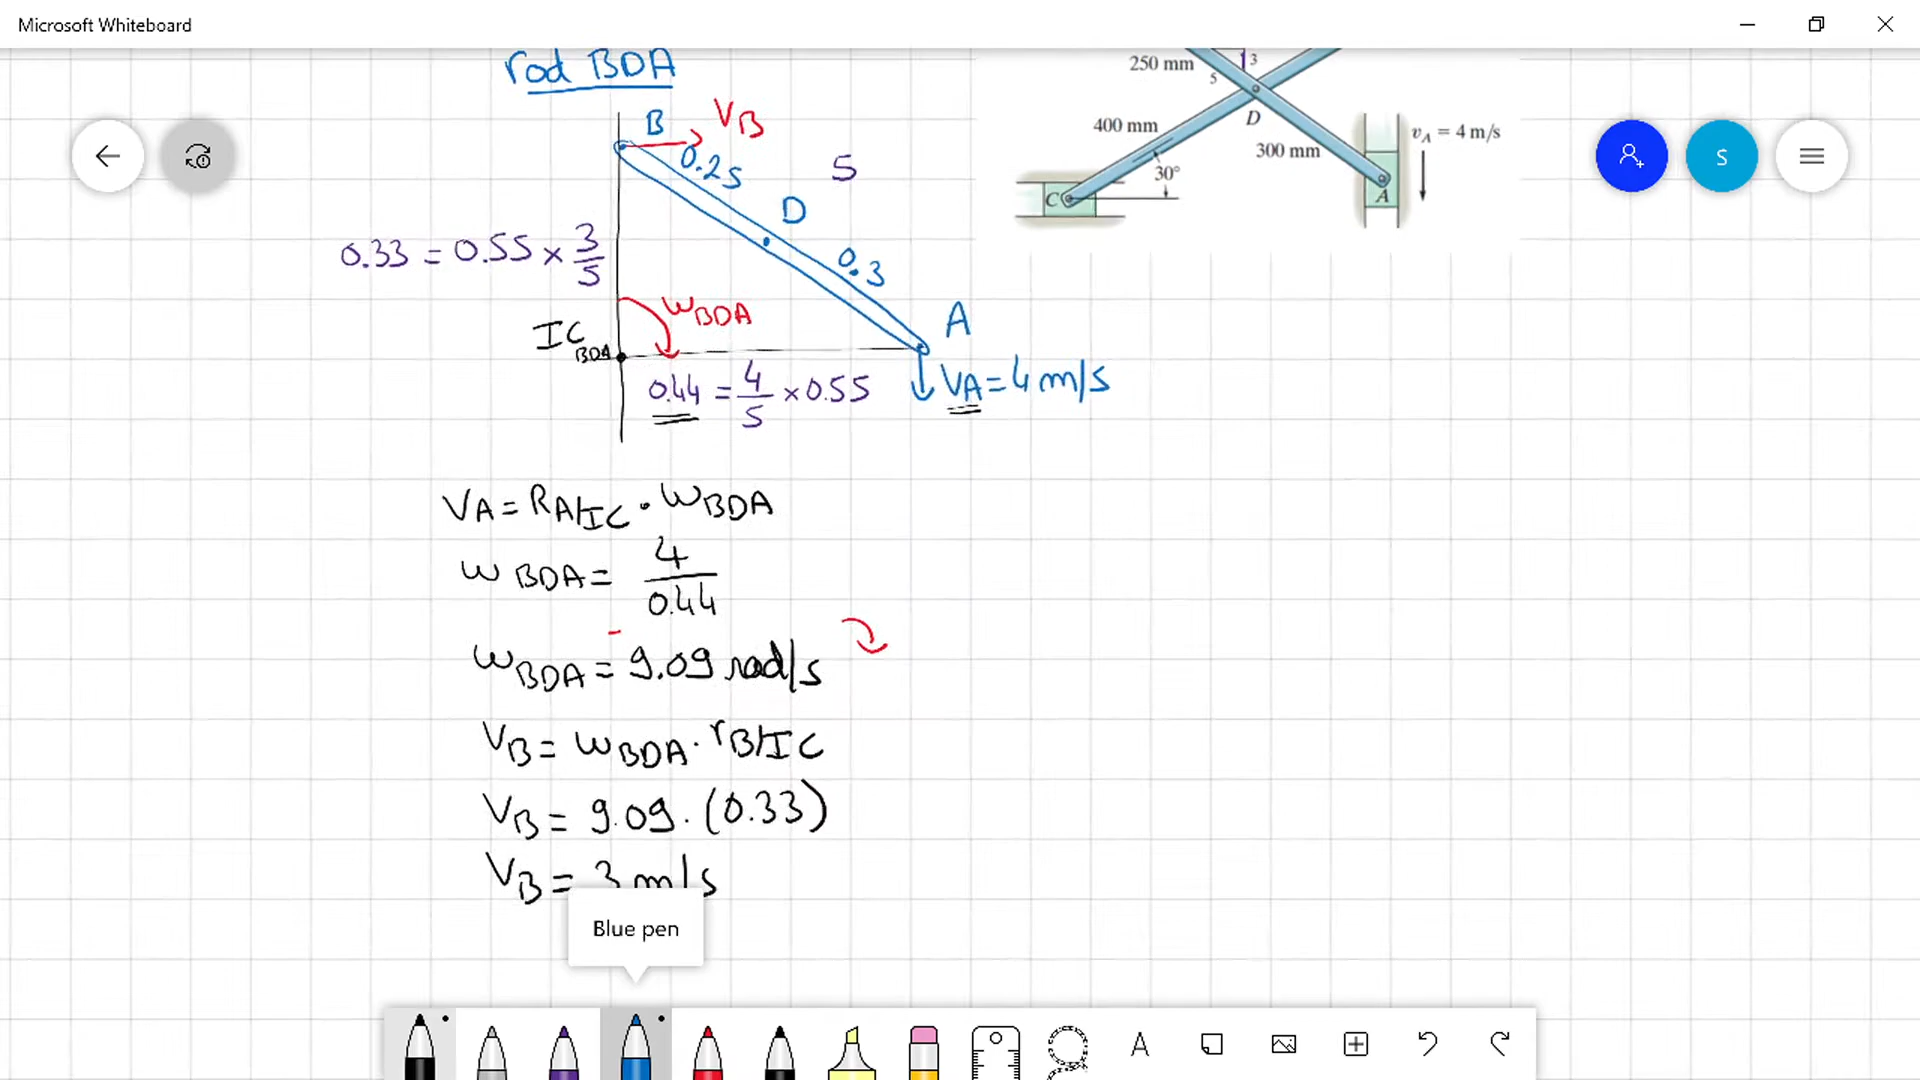 Microsoft Whiteboard
rod BDA
B
VB
0.25
5
D
0.3
0.33 = 0.55 × 3/5
ωBDA
ICBDA
A
0.44 = 4/5 × 0.55
VA = 4 m/s
250 mm
3
5
D
400 mm
300 mm
30°
C
A
vA = 4 m/s
S
VA = RA/IC · ωBDA
ωBDA = 4/0.44
ωBDA = -9.09 rad/s
VB = ωBDA · rB/IC
VB = 9.09 · (0.33)
VB = 3 m/s
Blue pen
A